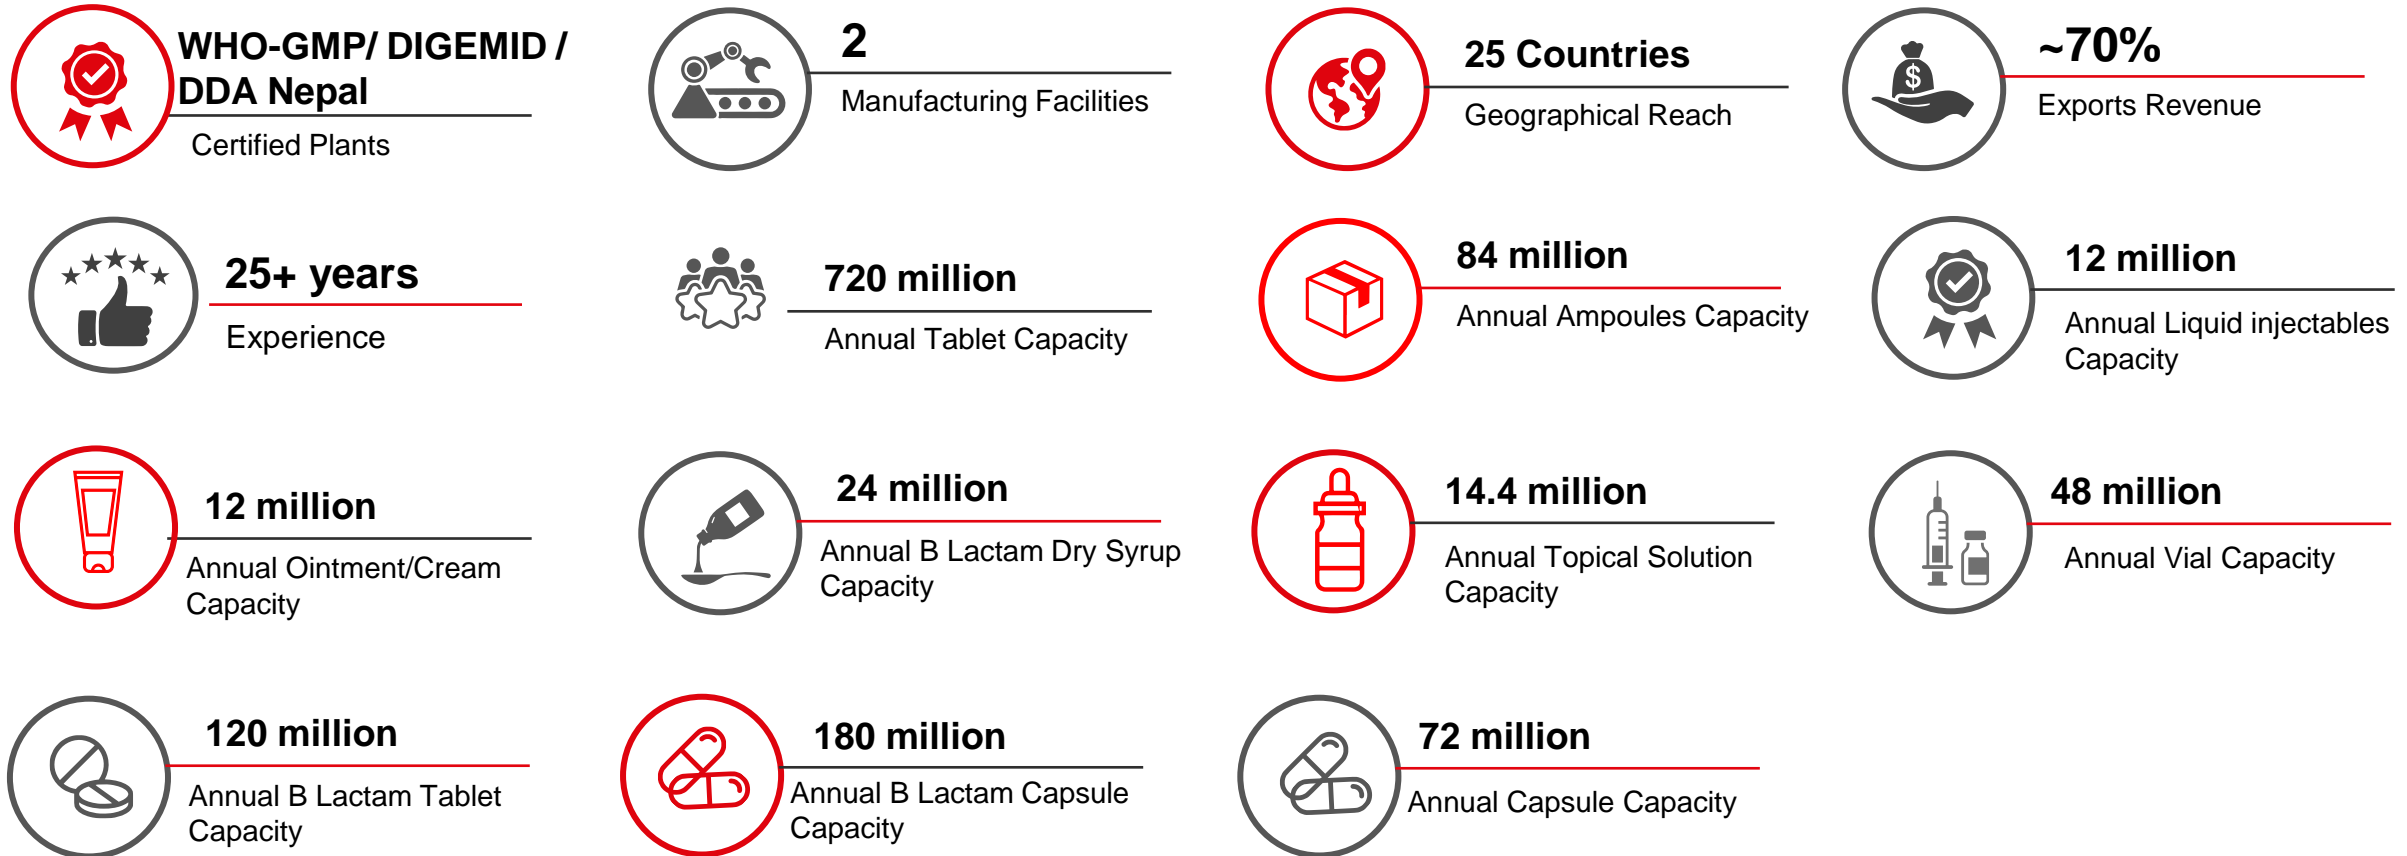 WHO-GMP/ DIGEMID /
DDA Nepal
Certified Plants
2
Manufacturing Facilities
25 Countries
Geographical Reach
~70%
Exports Revenue
25+ years
Experience
720 million
Annual Tablet Capacity
84 million
Annual Ampoules Capacity
12 million
Annual Liquid injectables
Capacity
12 million
Annual Ointment/Cream
Capacity
24 million
Annual B Lactam Dry Syrup
Capacity
14.4 million
Annual Topical Solution
Capacity
48 million
Annual Vial Capacity
120 million
Annual B Lactam Tablet
Capacity
180 million
Annual B Lactam Capsule
Capacity
72 million
Annual Capsule Capacity